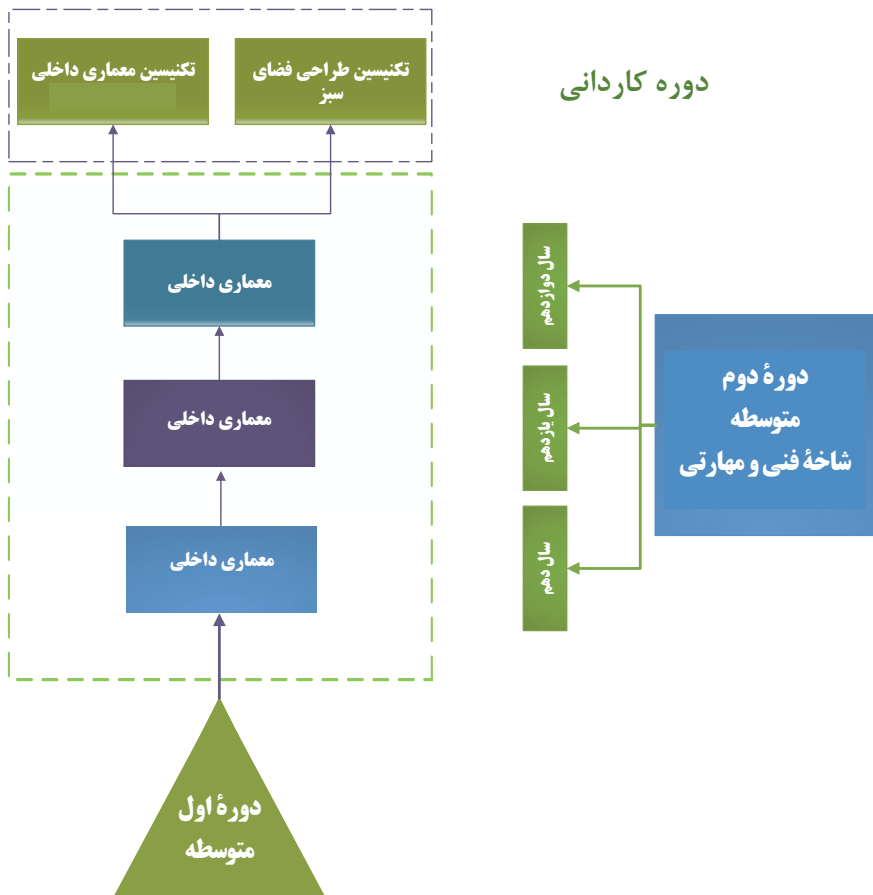 دوره کاردانی
تکنیسین طراحی فضای
سبز
تکنیسین معماری داخلی
دورهٔ دوم
متوسطه
شاخهٔ فنی و مهارتی
سال دوازدهم
معماری داخلی
سال یازدهم
معماری داخلی
سال دهم
معماری داخلی
دورهٔ اول
متوسطه